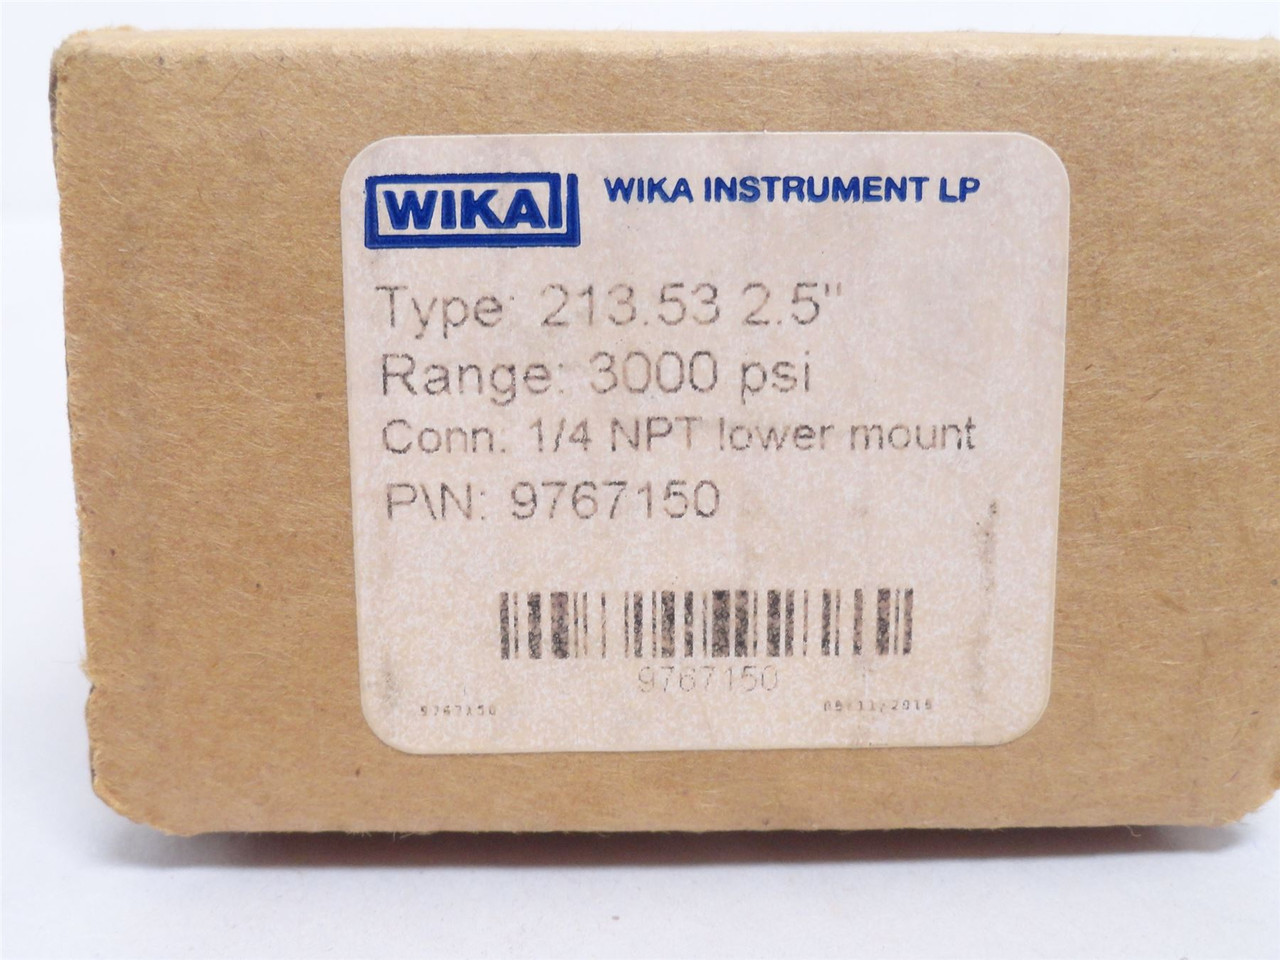 WIKA WIKA INSTRUMENT LP
Type: 213.53 2.5"
Range: 3000 psi
Conn: 1/4 NPT lower mount
P\N: 9767150
9767150
9767150